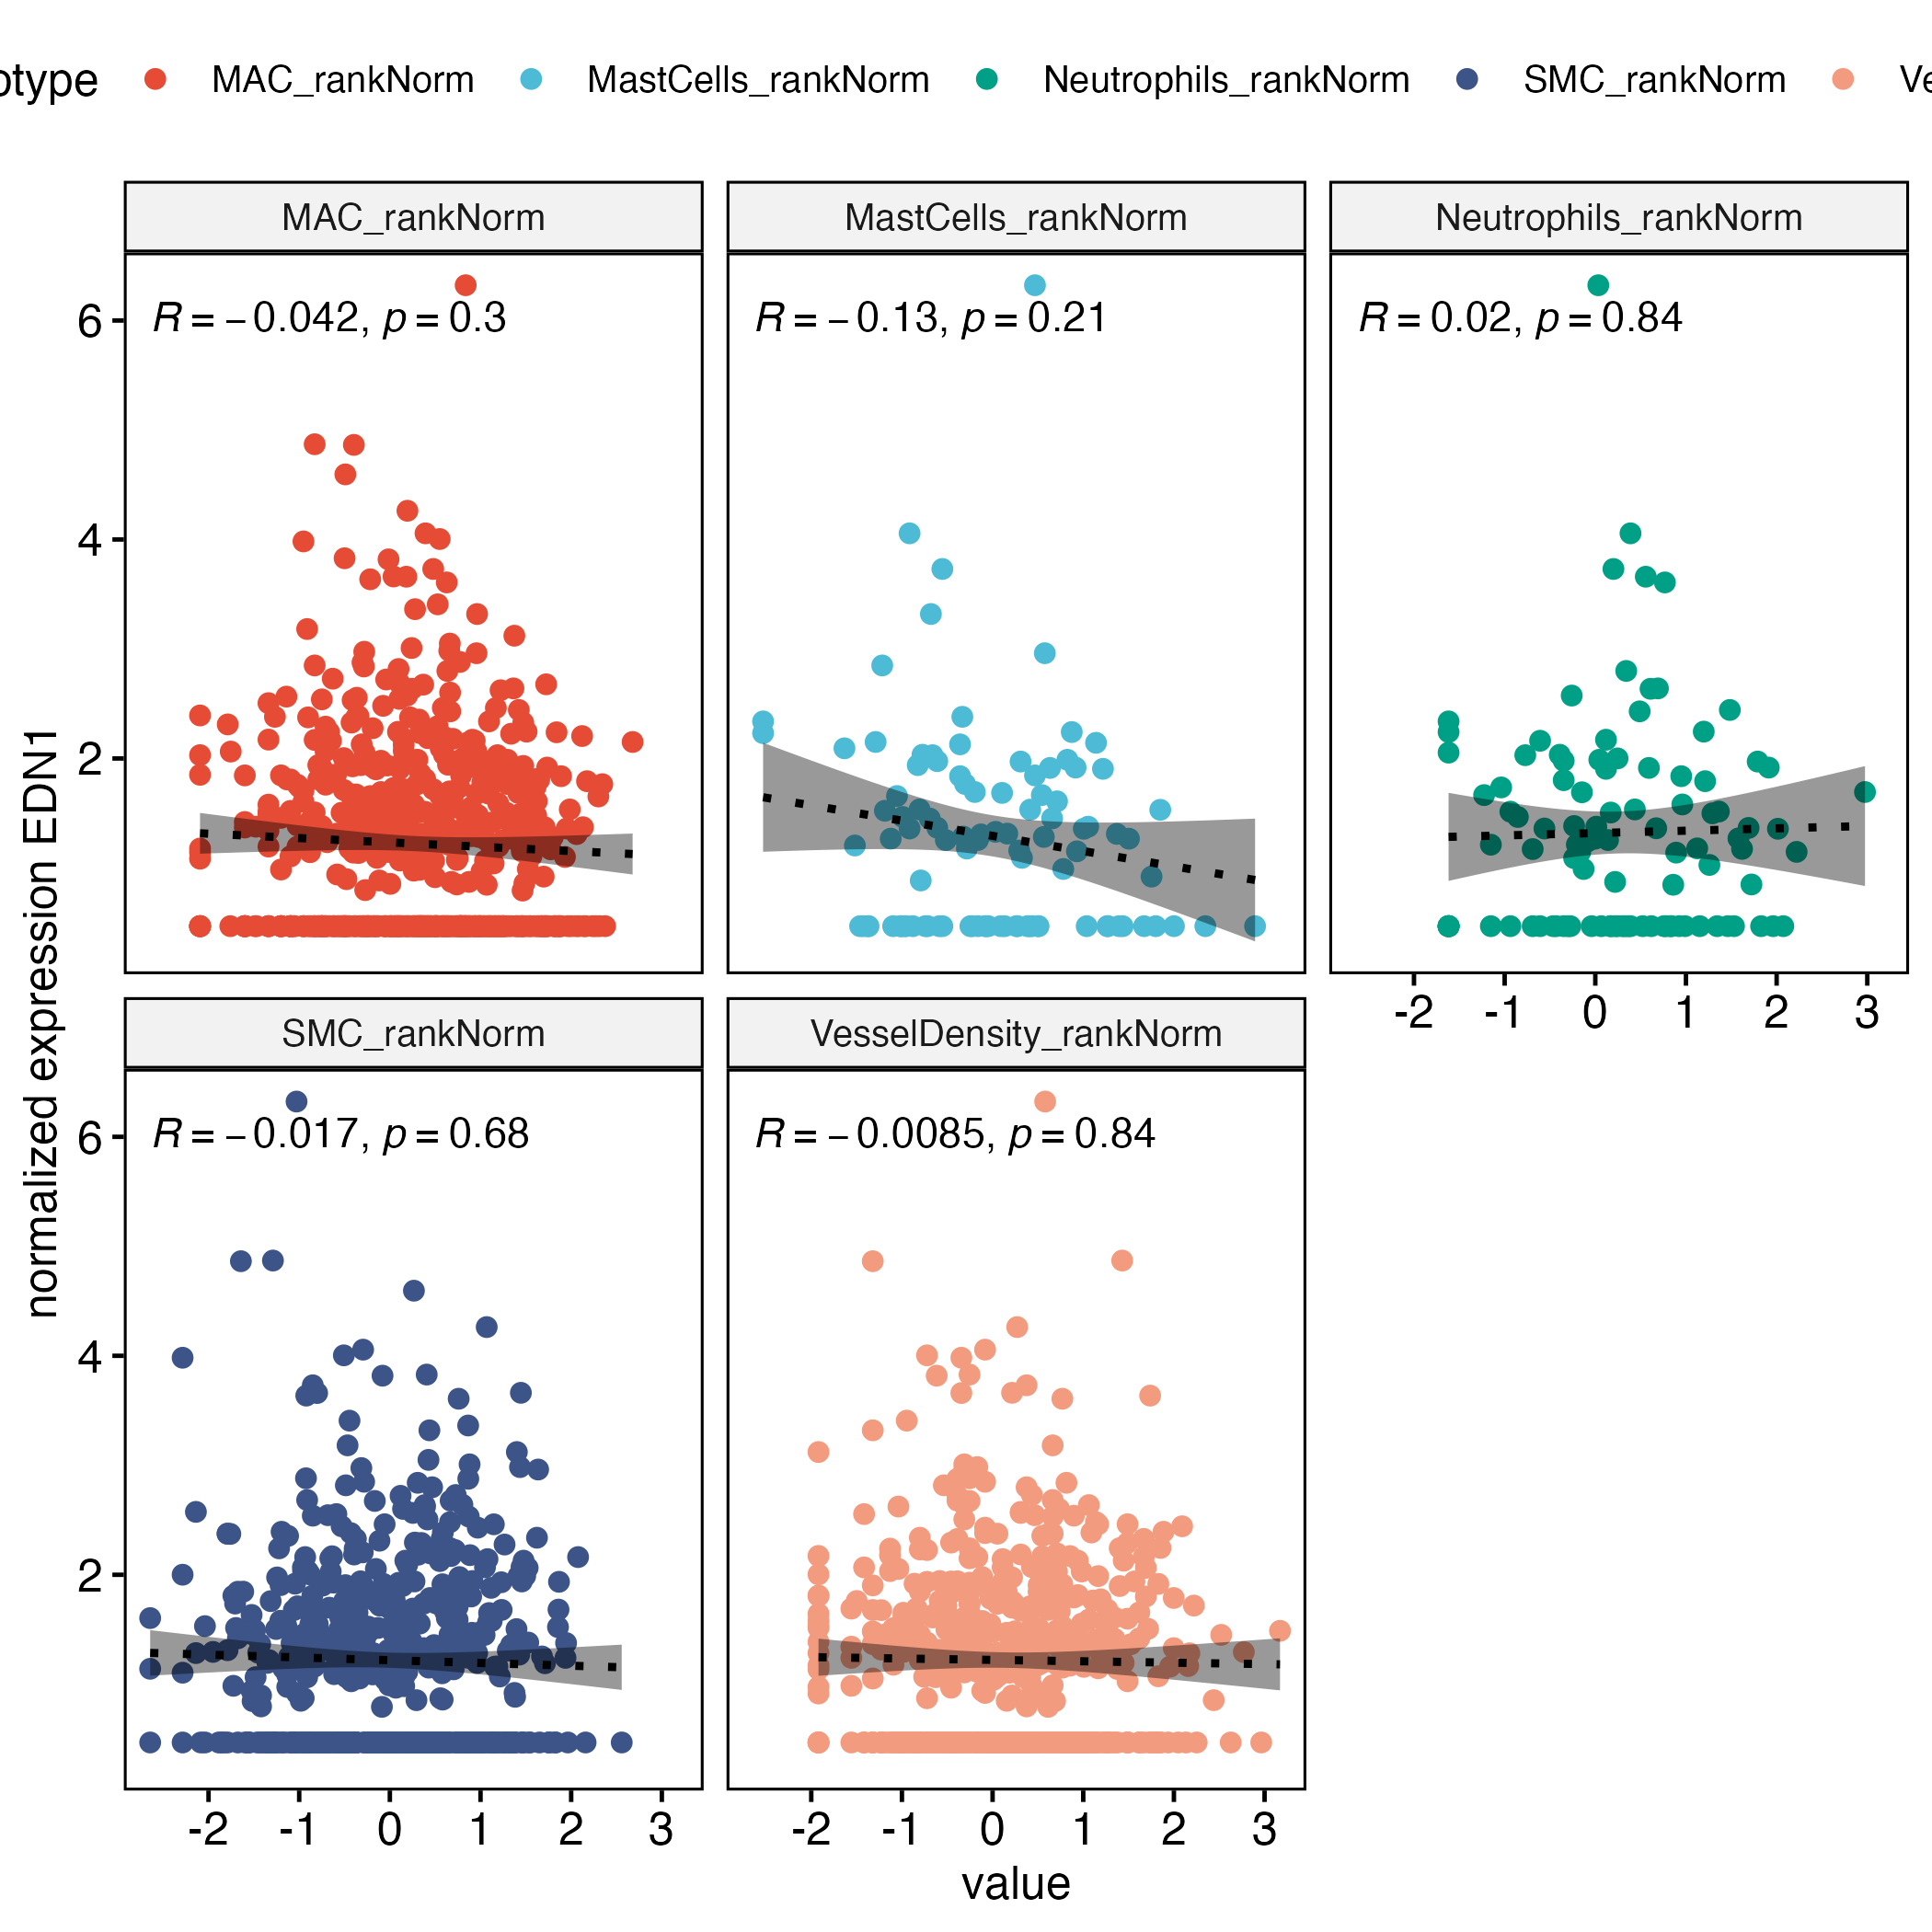 otype MAC_rankNorm MastCells_rankNorm Neutrophils_rankNorm SMC_rankNorm Ve
MAC_rankNorm MastCells_rankNorm Neutrophils_rankNorm
R = −0.042, p = 0.3 R = −0.13, p = 0.21 R = 0.02, p = 0.84
6
4
2
-2 -1 0 1 2 3
SMC_rankNorm VesselDensity_rankNorm
R = −0.017, p = 0.68 R = −0.0085, p = 0.84
6
4
2
-2 -1 0 1 2 3 -2 -1 0 1 2 3
value
normalized expression EDN1